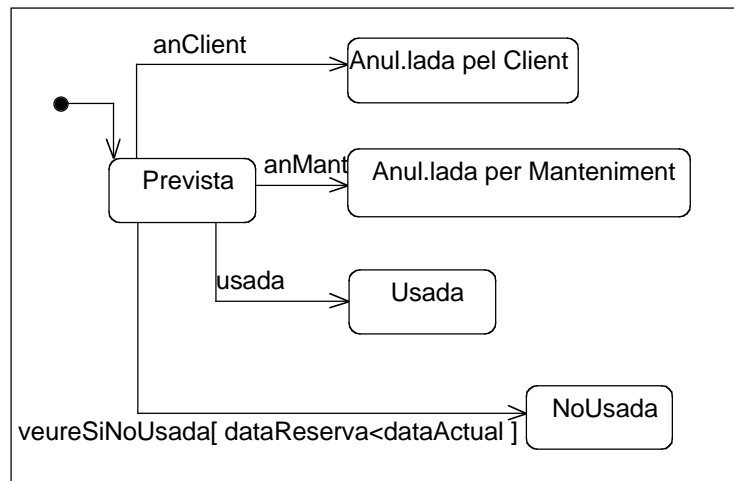 anClient
Anul.lada pel Client
Prevista
anMant
Anul.lada per Manteniment
usada
Usada
NoUsada
veureSiNoUsada[ dataReserva<dataActual ]